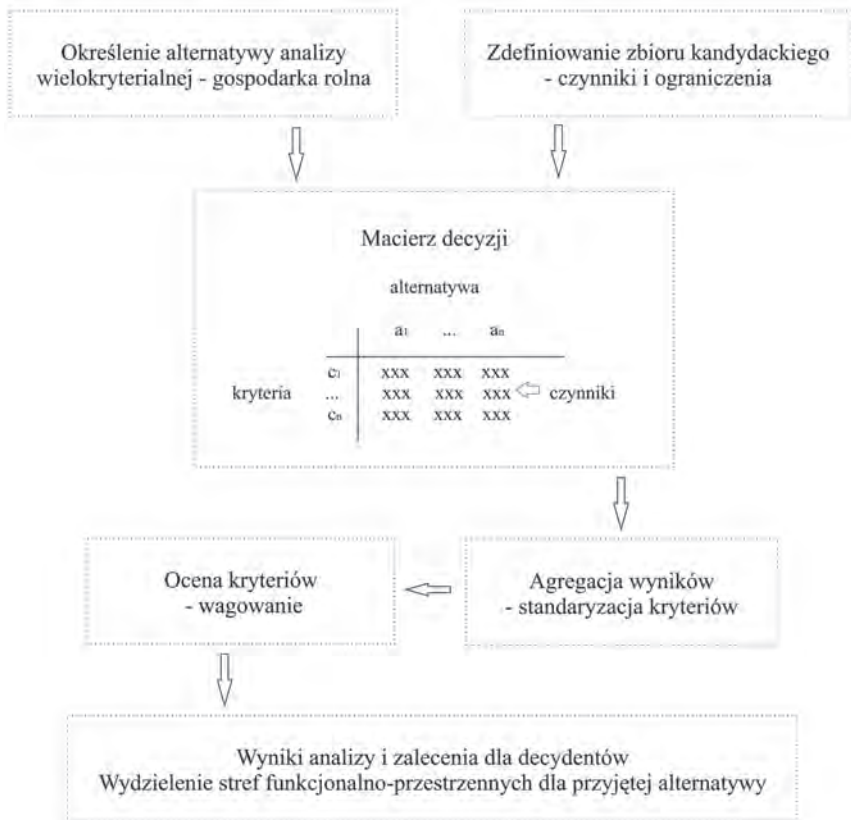 Określenie alternatywy analizy
wielokryterialnej - gospodarka rolna
Zdefiniowanie zbioru kandydackiego
- czynniki i ograniczenia
Macierz decyzji
alternatywa
a1 ... an
c1 xxx xxx xxx
kryteria ... xxx xxx xxx czynniki
cn xxx xxx xxx
Ocena kryteriów
- wagowanie
Agregacja wyników
- standaryzacja kryteriów
Wyniki analizy i zalecenia dla decydentów
Wydzielenie stref funkcjonalno-przestrzennych dla przyjętej alternatywy